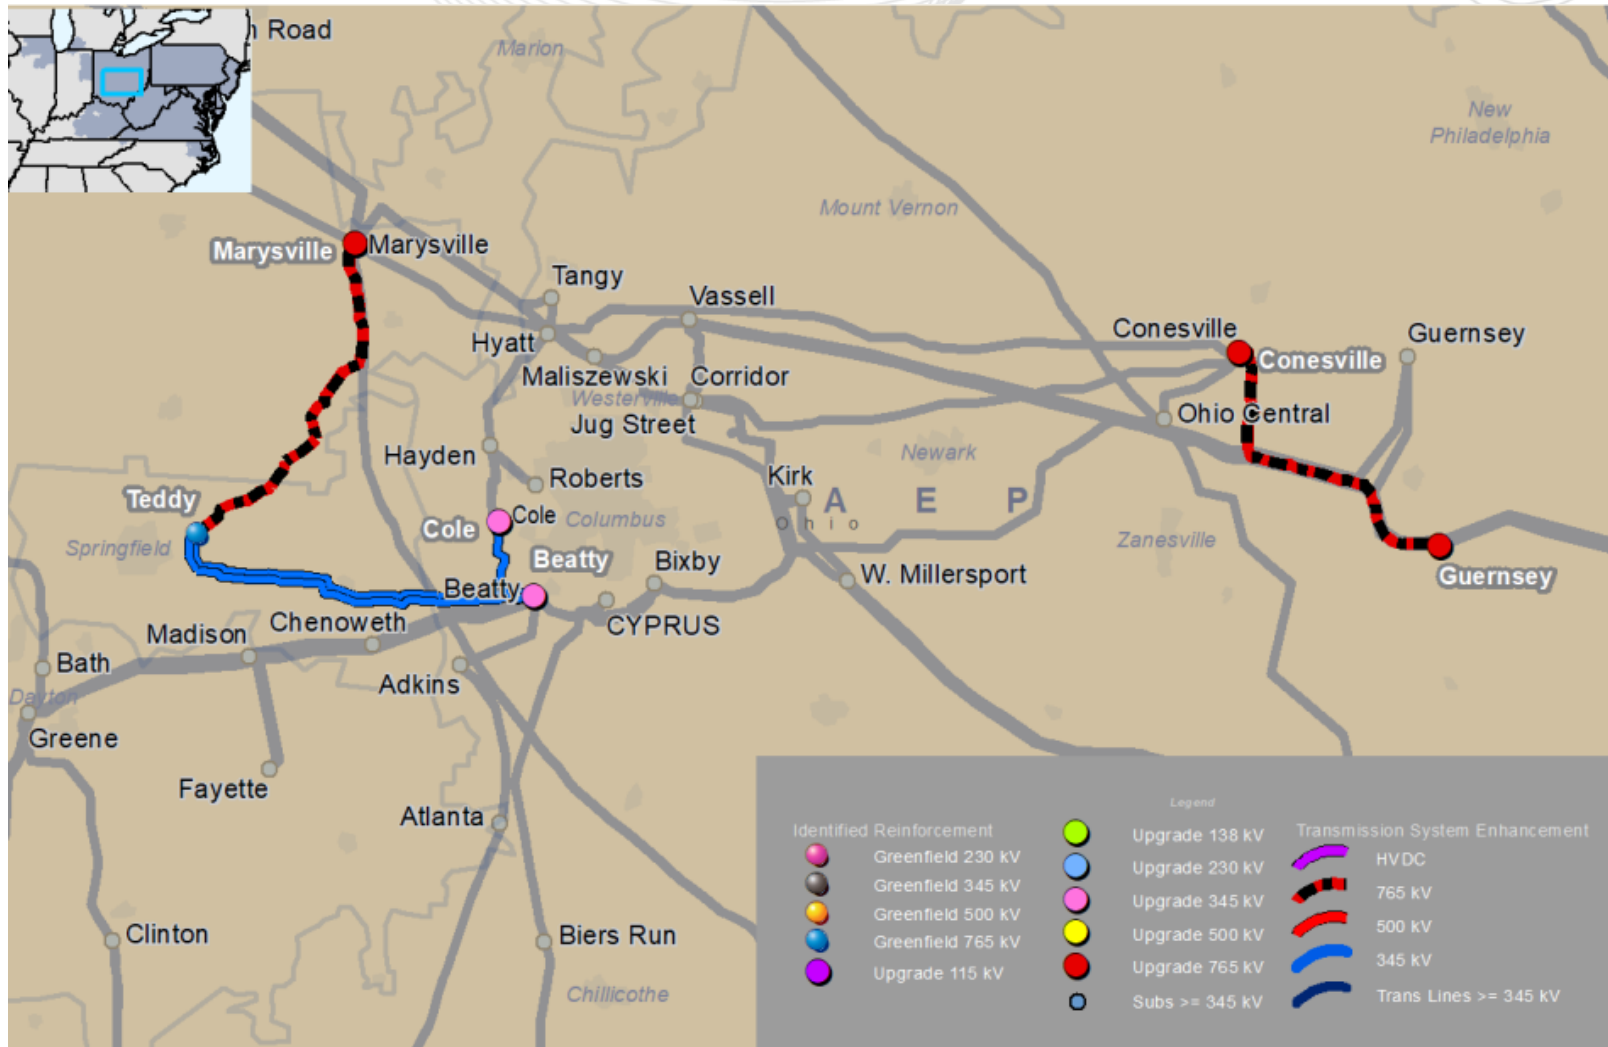 n Road
Marion
New
Philadelphia
Mount Vernon
Marysville
Marysville
Tangy
Vassell
Conesville
Guernsey
Hyatt
Conesville
Maliszewski
Corridor
Westerville
Ohio Central
Jug Street
Hayden
Newark
Roberts
Kirk
Teddy
A E P
Cole
Cole
Columbus
Ohio
Springfield
Zanesville
Beatty
Bixby
Beatty
W. Millersport
Guernsey
Chenoweth
CYPRUS
Madison
Bath
Adkins
Dayton
Greene
Fayette
Atlanta
Clinton
Biers Run
Chillicothe
Legend
Identified Reinforcement
Greenfield 230 kV
Greenfield 345 kV
Greenfield 500 kV
Greenfield 765 kV
Upgrade 115 kV
Upgrade 138 kV
Upgrade 230 kV
Upgrade 345 kV
Upgrade 500 kV
Upgrade 765 kV
Subs >= 345 kV
Transmission System Enhancement
HVDC
765 kV
500 kV
345 kV
Trans Lines >= 345 kV